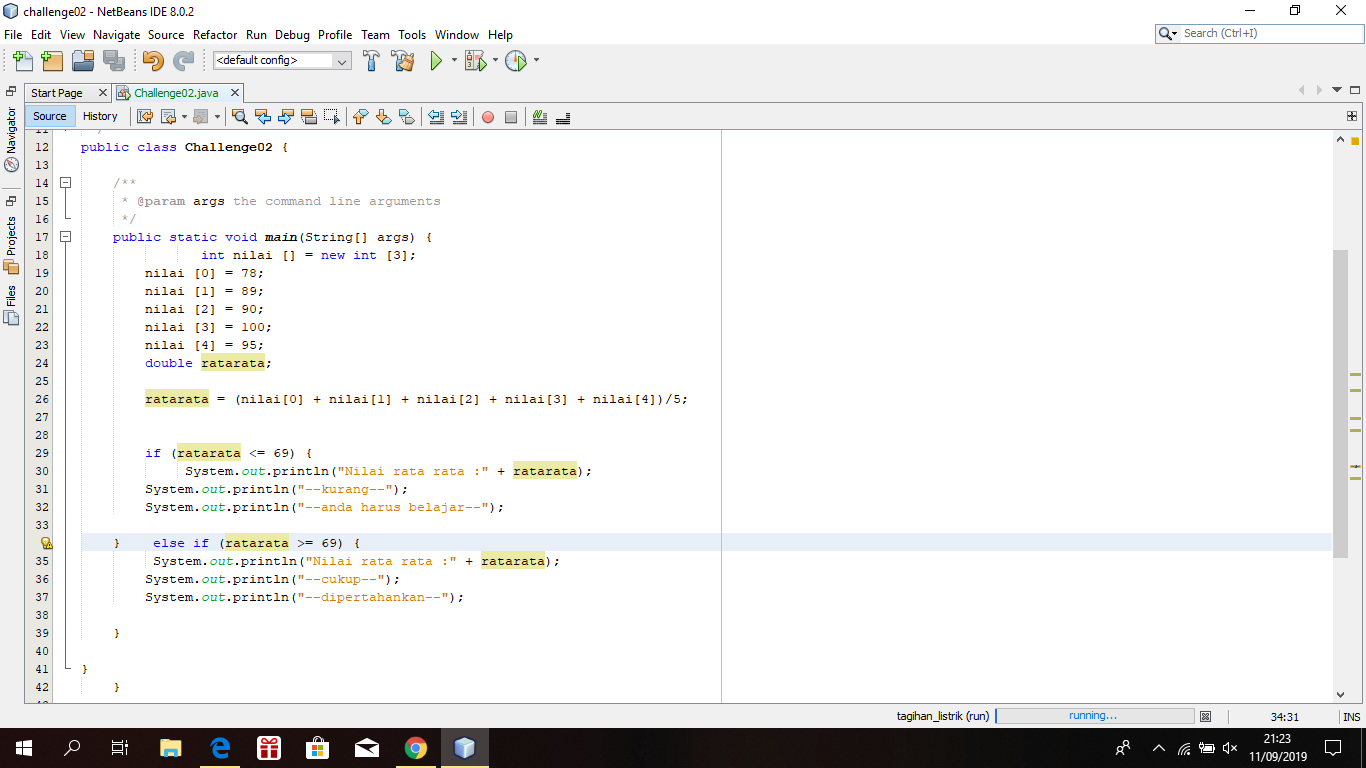 challenge02 - NetBeans IDE 8.0.2
File Edit View Navigate Source Refactor Run Debug Profile Team Tools Window Help
Search (Ctrl+I)
<default config>
Start Page
Challenge02.java
Source History
Navigator
Projects
Files
11 */
12 public class Challenge02 {
13
14 /**
15 * @param args the command line arguments
16 */
17 public static void main(String[] args) {
18 int nilai [] = new int [3];
19 nilai [0] = 78;
20 nilai [1] = 89;
21 nilai [2] = 90;
22 nilai [3] = 100;
23 nilai [4] = 95;
24 double ratarata;
25
26 ratarata = (nilai[0] + nilai[1] + nilai[2] + nilai[3] + nilai[4])/5;
27
28
29 if (ratarata <= 69) {
30 System.out.println("Nilai rata rata :" + ratarata);
31 System.out.println("--kurang--");
32 System.out.println("--anda harus belajar--");
33
} else if (ratarata >= 69) {
35 System.out.println("Nilai rata rata :" + ratarata);
36 System.out.println("--cukup--");
37 System.out.println("--dipertahankan--");
38
39 }
40
41 }
42 }
tagihan_listrik (run) running... 34:31 INS
21:23
11/09/2019